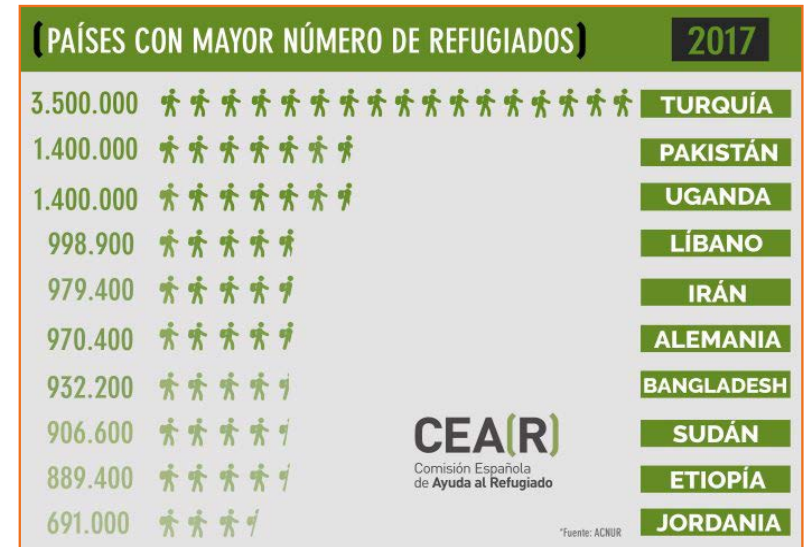 (PAÍSES CON MAYOR NÚMERO DE REFUGIADOS) 2017
3.500.000 TURQUÍA
1.400.000 PAKISTÁN
1.400.000 UGANDA
998.900 LÍBANO
979.400 IRÁN
970.400 ALEMANIA
932.200 BANGLADESH
906.600 SUDÁN
889.400 ETIOPÍA
691.000 JORDANIA
CEA(R)
Comisión Española
de Ayuda al Refugiado
*Fuente: ACNUR